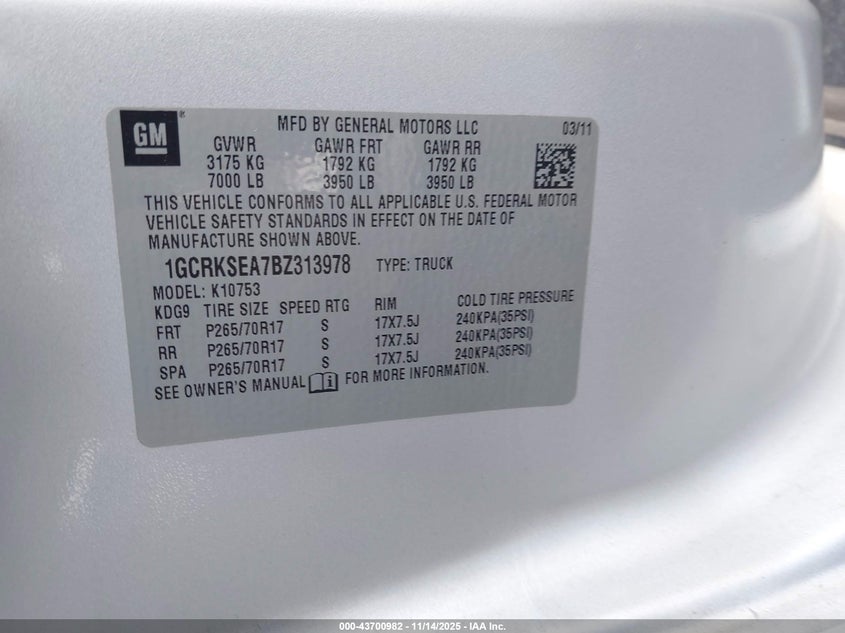 GM®
MFD BY GENERAL MOTORS LLC 03/11
GVWR GAWR FRT GAWR RR
3175 KG 1792 KG 1792 KG
7000 LB 3950 LB 3950 LB
THIS VEHICLE CONFORMS TO ALL APPLICABLE U.S. FEDERAL MOTOR
VEHICLE SAFETY STANDARDS IN EFFECT ON THE DATE OF
MANUFACTURE SHOWN ABOVE.
1GCRKSEA7BZ313978 TYPE: TRUCK
MODEL: K10753
KDG9 TIRE SIZE SPEED RTG RIM COLD TIRE PRESSURE
FRT P265/70R17 S 17X7.5J 240KPA(35PSI)
RR P265/70R17 S 17X7.5J 240KPA(35PSI)
SPA P265/70R17 S 17X7.5J 240KPA(35PSI)
SEE OWNER'S MANUAL FOR MORE INFORMATION.
000-43700982 - 11/14/2025 - IAA Inc.